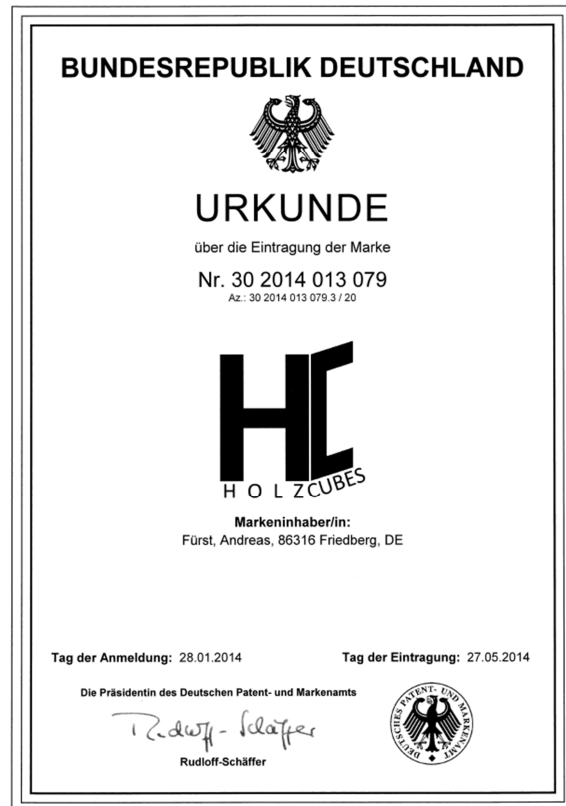 BUNDESREPUBLIK DEUTSCHLAND
URKUNDE
über die Eintragung der Marke
Nr. 30 2014 013 079
Az.: 30 2014 013 079.3 / 20
HC
HOLZCUBES
Markeninhaber/in:
Fürst, Andreas, 86316 Friedberg, DE
Tag der Anmeldung: 28.01.2014 Tag der Eintragung: 27.05.2014
Die Präsidentin des Deutschen Patent- und Markenamts
Rudloff-Schäffer
Rudloff-Schäffer
DEUTSCHES PATENT- UND MARKENAMT